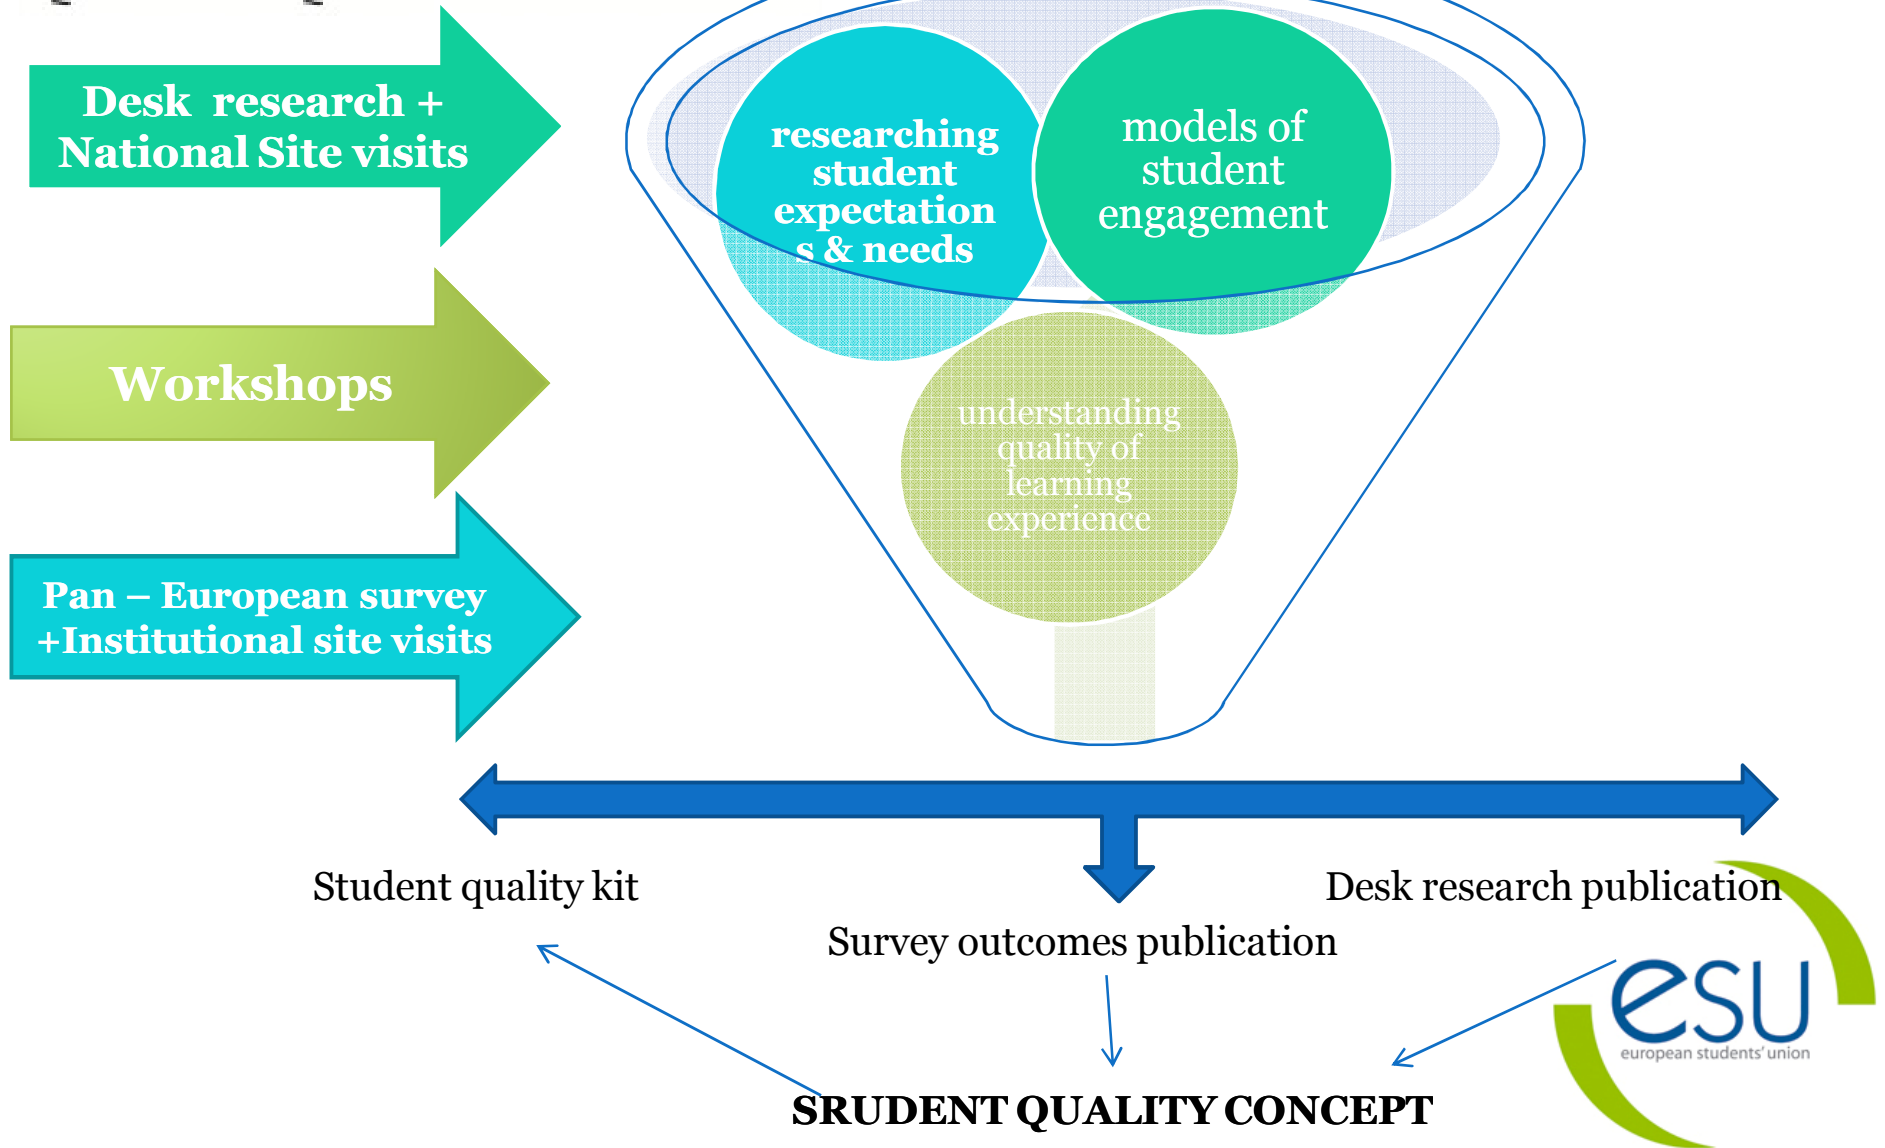 Desk research +
National Site visits
researching
student
expectation
s & needs
models of
student
engagement
Workshops
understanding
quality of
learning
experience
Pan – European survey
+Institutional site visits
Student quality kit
Desk research publication
Survey outcomes publication
esu
european students' union
SRUDENT QUALITY CONCEPT